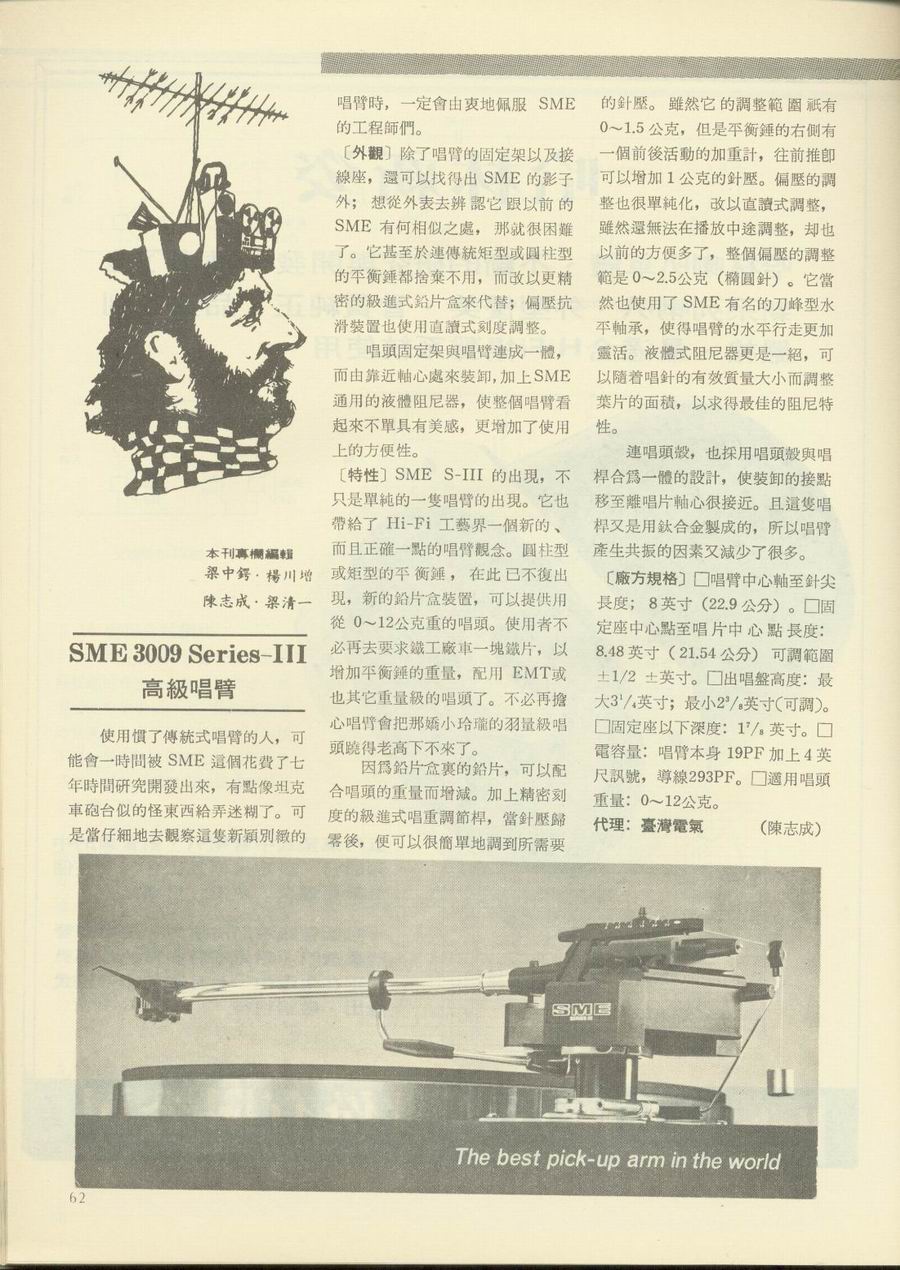 本刊專欄編輯
梁中鍔·楊川增
陳志成·梁清一
SME 3009 Series-III
高級唱臂
使用慣了傳統式唱臂的人，可
能會一時間被 SME 這個花費了七
年時間研究開發出來，有點像坦克
車砲台似的怪東西給弄迷糊了。可
是當仔細地去觀察這隻新穎別緻的
唱臂時，一定會由衷地佩服 SME
的工程師們。
〔外觀〕除了唱臂的固定架以及接
線座，還可以找得出 SME 的影子
外；想從外表去辨認它跟以前的
SME 有何相似之處，那就很困難
了。它甚至於連傳統矩型或圓柱型
的平衡錘都捨棄不用，而改以更精
密的級進式鉛片盒來代替；偏壓抗
滑裝置也使用直讀式刻度調整。
唱頭固定架與唱臂連成一體，
而由靠近軸心處來裝卸，加上SME
通用的液體阻尼器，使整個唱臂看
起來不單具有美感，更增加了使用
上的方便性。
〔特性〕SME S-III 的出現，不
只是單純的一隻唱臂的出現。它也
帶給了 Hi-Fi 工藝界一個新的、
而且正確一點的唱臂觀念。圓柱型
或矩型的平衡錘，在此已不復出
現，新的鉛片盒裝置，可以提供用
從 0～12公克重的唱頭。使用者不
必再去要求鐵工廠車一塊鐵片，以
增加平衡錘的重量，配用 EMT或
也其它重量級的唱頭了。不必再擔
心唱臂會把那嬌小玲瓏的羽量級唱
頭蹺得老高下不來了。
因爲鉛片盒裏的鉛片，可以配
合唱頭的重量而增減。加上精密刻
度的級進式唱重調節桿，當針壓歸
零後，便可以很簡單地調到所需要
的針壓。雖然它的調整範圍祇有
0～1.5 公克，但是平衡錘的右側有
一個前後活動的加重計，往前推卽
可以增加 1 公克的針壓。偏壓的調
整也很單純化，改以直讀式調整，
雖然還無法在播放中途調整，却也
以前的方便多了，整個偏壓的調整
範是 0～2.5公克（橢圓針）。它當
然也使用了 SME 有名的刀峰型水
平軸承，使得唱臂的水平行走更加
靈活。液體式阻尼器更是一絕，可
以隨着唱針的有效質量大小而調整
葉片的面積，以求得最佳的阻尼特
性。
連唱頭殼，也採用唱頭殼與唱
桿合爲一體的設計，使裝卸的接點
移至離唱片軸心很接近。且這隻唱
桿又是用鈦合金製成的，所以唱臂
產生共振的因素又減少了很多。
〔廠方規格〕□唱臂中心軸至針尖
長度；8英寸（22.9 公分）。□固
定座中心點至唱片中心點長度：
8.48 英寸（21.54公分）可調範圍
±1/2 ±英寸。□出唱盤高度：最
大3¹/₄英寸；最小2³/₈英寸(可調)。
□固定座以下深度：1⁷/₈ 英寸。□
電容量：唱臂本身 19PF 加上 4 英
尺訊號，導線293PF。□適用唱頭
重量：0～12公克。
代理：臺灣電氣 （陳志成）
SME
SERIES III
The best pick-up arm in the world
62